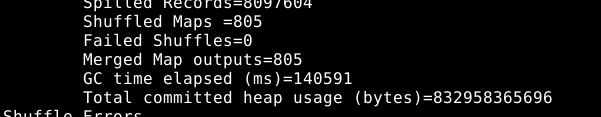 Spilled Records=8097604
Shuffled Maps =805
Failed Shuffles=0
Merged Map outputs=805
GC time elapsed (ms)=140591
Total committed heap usage (bytes)=832958365696
Shuffle Errors